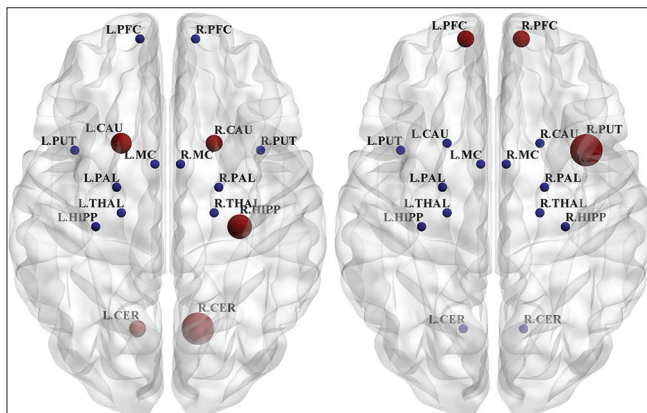 L.PFC R.PFC L.PFC R.PFC
L.CAU R.CAU L.CAU R.CAU
L.PUT R.PUT L.PUT R.PUT
L.MC R.MC L.MC R.MC
L.PAL R.PAL L.PAL R.PAL
L.THAL R.THAL L.THAL R.THAL
L.HIPP R.HIPP L.HIPP R.HIPP
L.CER R.CER L.CER R.CER